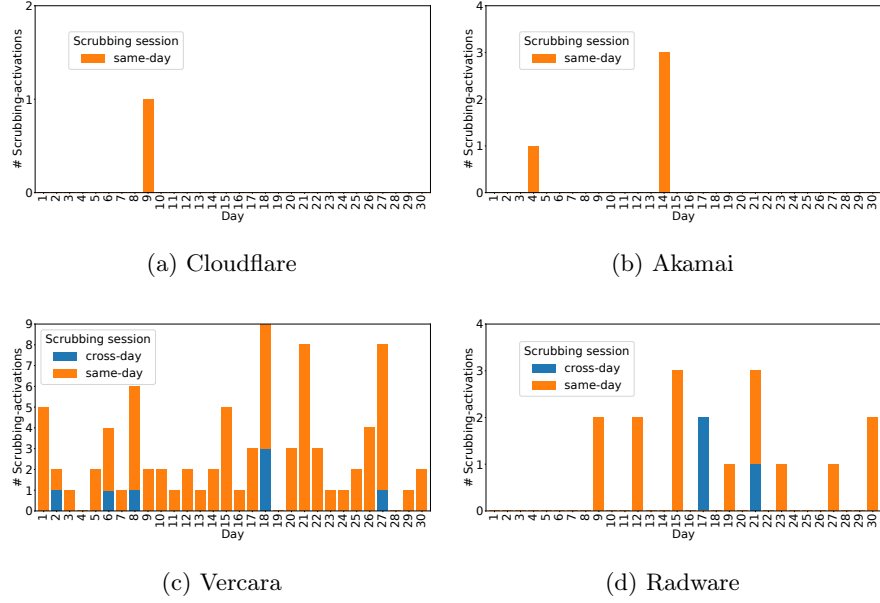 2
1
0
# Scrubbing-activations
Scrubbing session
same-day
1 2 3 4 5 6 7 8 9 10 11 12 13 14 15 16 17 18 19 20 21 22 23 24 25 26 27 28 29 30
Day
(a) Cloudflare
4
3
2
1
0
# Scrubbing-activations
Scrubbing session
same-day
1 2 3 4 5 6 7 8 9 10 11 12 13 14 15 16 17 18 19 20 21 22 23 24 25 26 27 28 29 30
Day
(b) Akamai
9
8
7
6
5
4
3
2
1
0
# Scrubbing-activations
Scrubbing session
cross-day
same-day
1 2 3 4 5 6 7 8 9 10 11 12 13 14 15 16 17 18 19 20 21 22 23 24 25 26 27 28 29 30
Day
(c) Vercara
4
3
2
1
0
# Scrubbing-activations
Scrubbing session
cross-day
same-day
1 2 3 4 5 6 7 8 9 10 11 12 13 14 15 16 17 18 19 20 21 22 23 24 25 26 27 28 29 30
Day
(d) Radware